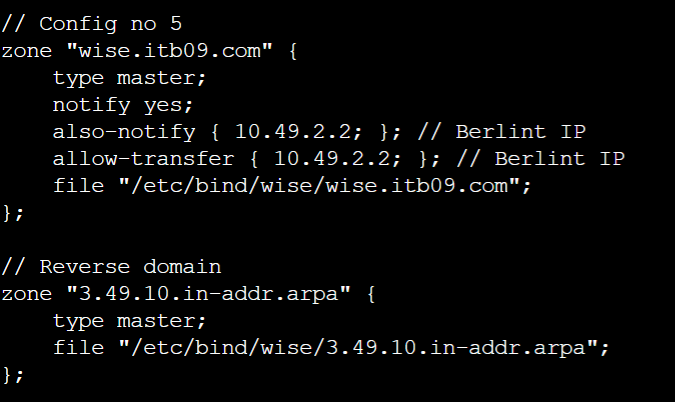 // Config no 5
zone "wise.itb09.com" {
    type master;
    notify yes;
    also-notify { 10.49.2.2; }; // Berlint IP
    allow-transfer { 10.49.2.2; }; // Berlint IP
    file "/etc/bind/wise/wise.itb09.com";
};

// Reverse domain
zone "3.49.10.in-addr.arpa" {
    type master;
    file "/etc/bind/wise/3.49.10.in-addr.arpa";
};